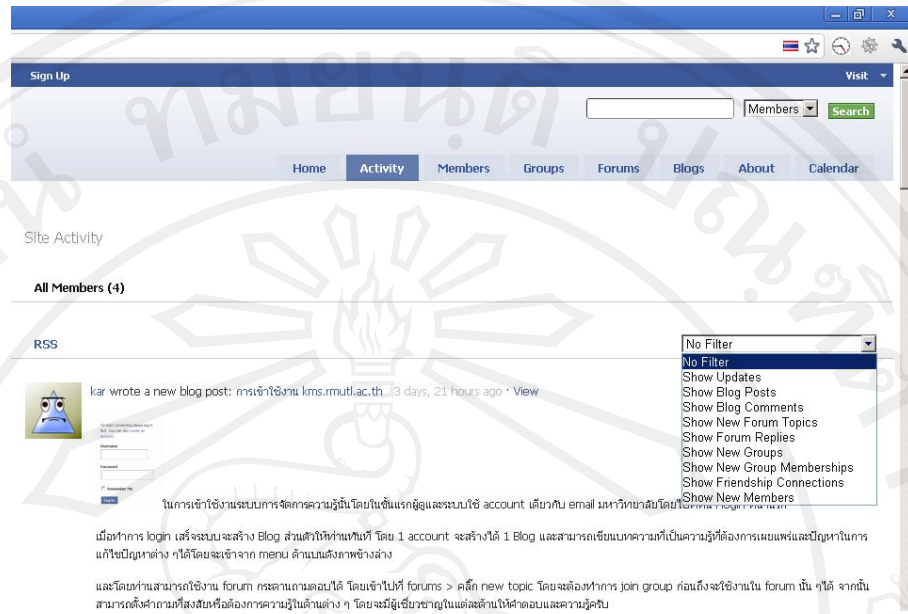 Sign Up Visit
Members Search
Home Activity Members Groups Forums Blogs About Calendar
Site Activity
All Members (4)
RSS
No Filter
No Filter
Show Updates
Show Blog Posts
Show Blog Comments
Show New Forum Topics
Show Forum Replies
Show New Groups
Show New Group Memberships
Show Friendship Connections
Show New Members
kar wrote a new blog post: การเข้าใช้งาน kms.rmutl.ac.th 3 days, 21 hours ago · View
Username
Password
Remember Me
Log In
ในการเข้าใช้งานระบบการจัดการความรู้นั้นโดยในชั้นแรกผู้ดูและระบบใช้ account เดียวกับ email มหาวิทยาลัยโดย
เมื่อทำการ login เสร็จระบบจะสร้าง Blog ส่วนตัวให้ท่านทันที โดย 1 account จะสร้างได้ 1 Blog และสามารถเขียนบทความที่เป็นความรู้ที่ต้องการเผยแพร่และปัญหาในการ
แก้ไขปัญหาต่าง ๆได้โดยจะเข้าจาก menu ด้านบนดังภาพข้างล่าง
และโดยท่านสามารถใช้งาน forum กระดานถามตอบได้ โดยเข้าไปที่ forums > คลิ๊ก new topic โดยจะต้องทำการ join group ก่อนถึงจะใช้งานใน forum นั้น ๆได้ จากนั้น
สามารถตั้งคำถามที่สงสัยหรือต้องการความรู้ในด้านต่าง ๆ โดยจะมีผู้เชี่ยวชาญในแต่ละด้านให้คำตอบและความรู้ครับ